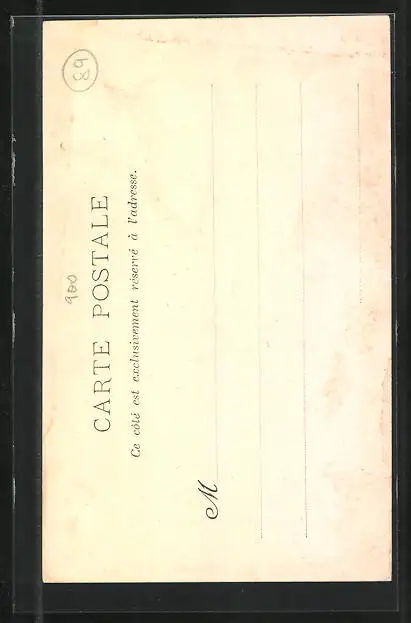 89
900
CARTE POSTALE
Ce côté est exclusivement réservé à l'adresse.
M